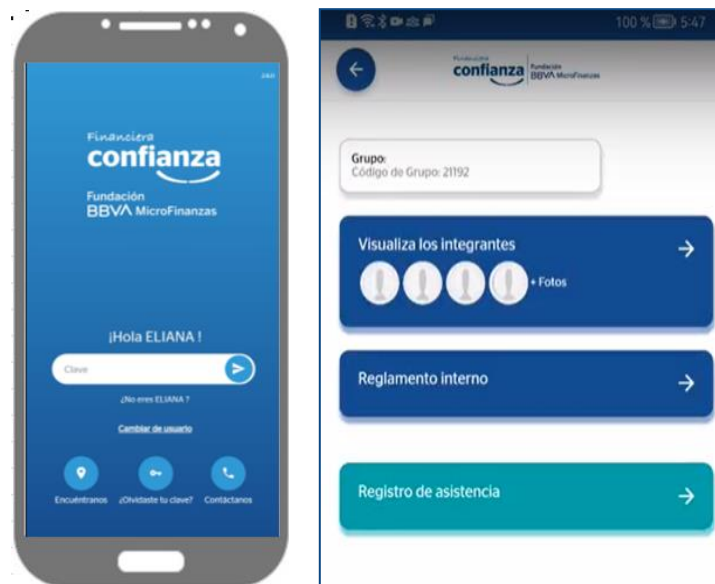 Financiera
confianza
Fundación
BBVA MicroFinanzas
¡Hola ELIANA !
Clave
¿No eres ELIANA ?
Cambiar de usuario
Encuéntranos
¿Olvidaste tu clave?
Contáctanos
100 % 5:47
Financiera
confianza
Fundación
BBVA MicroFinanzas
Grupo:
Código de Grupo: 21192
Visualiza los integrantes
+ Fotos
Reglamento interno
Registro de asistencia